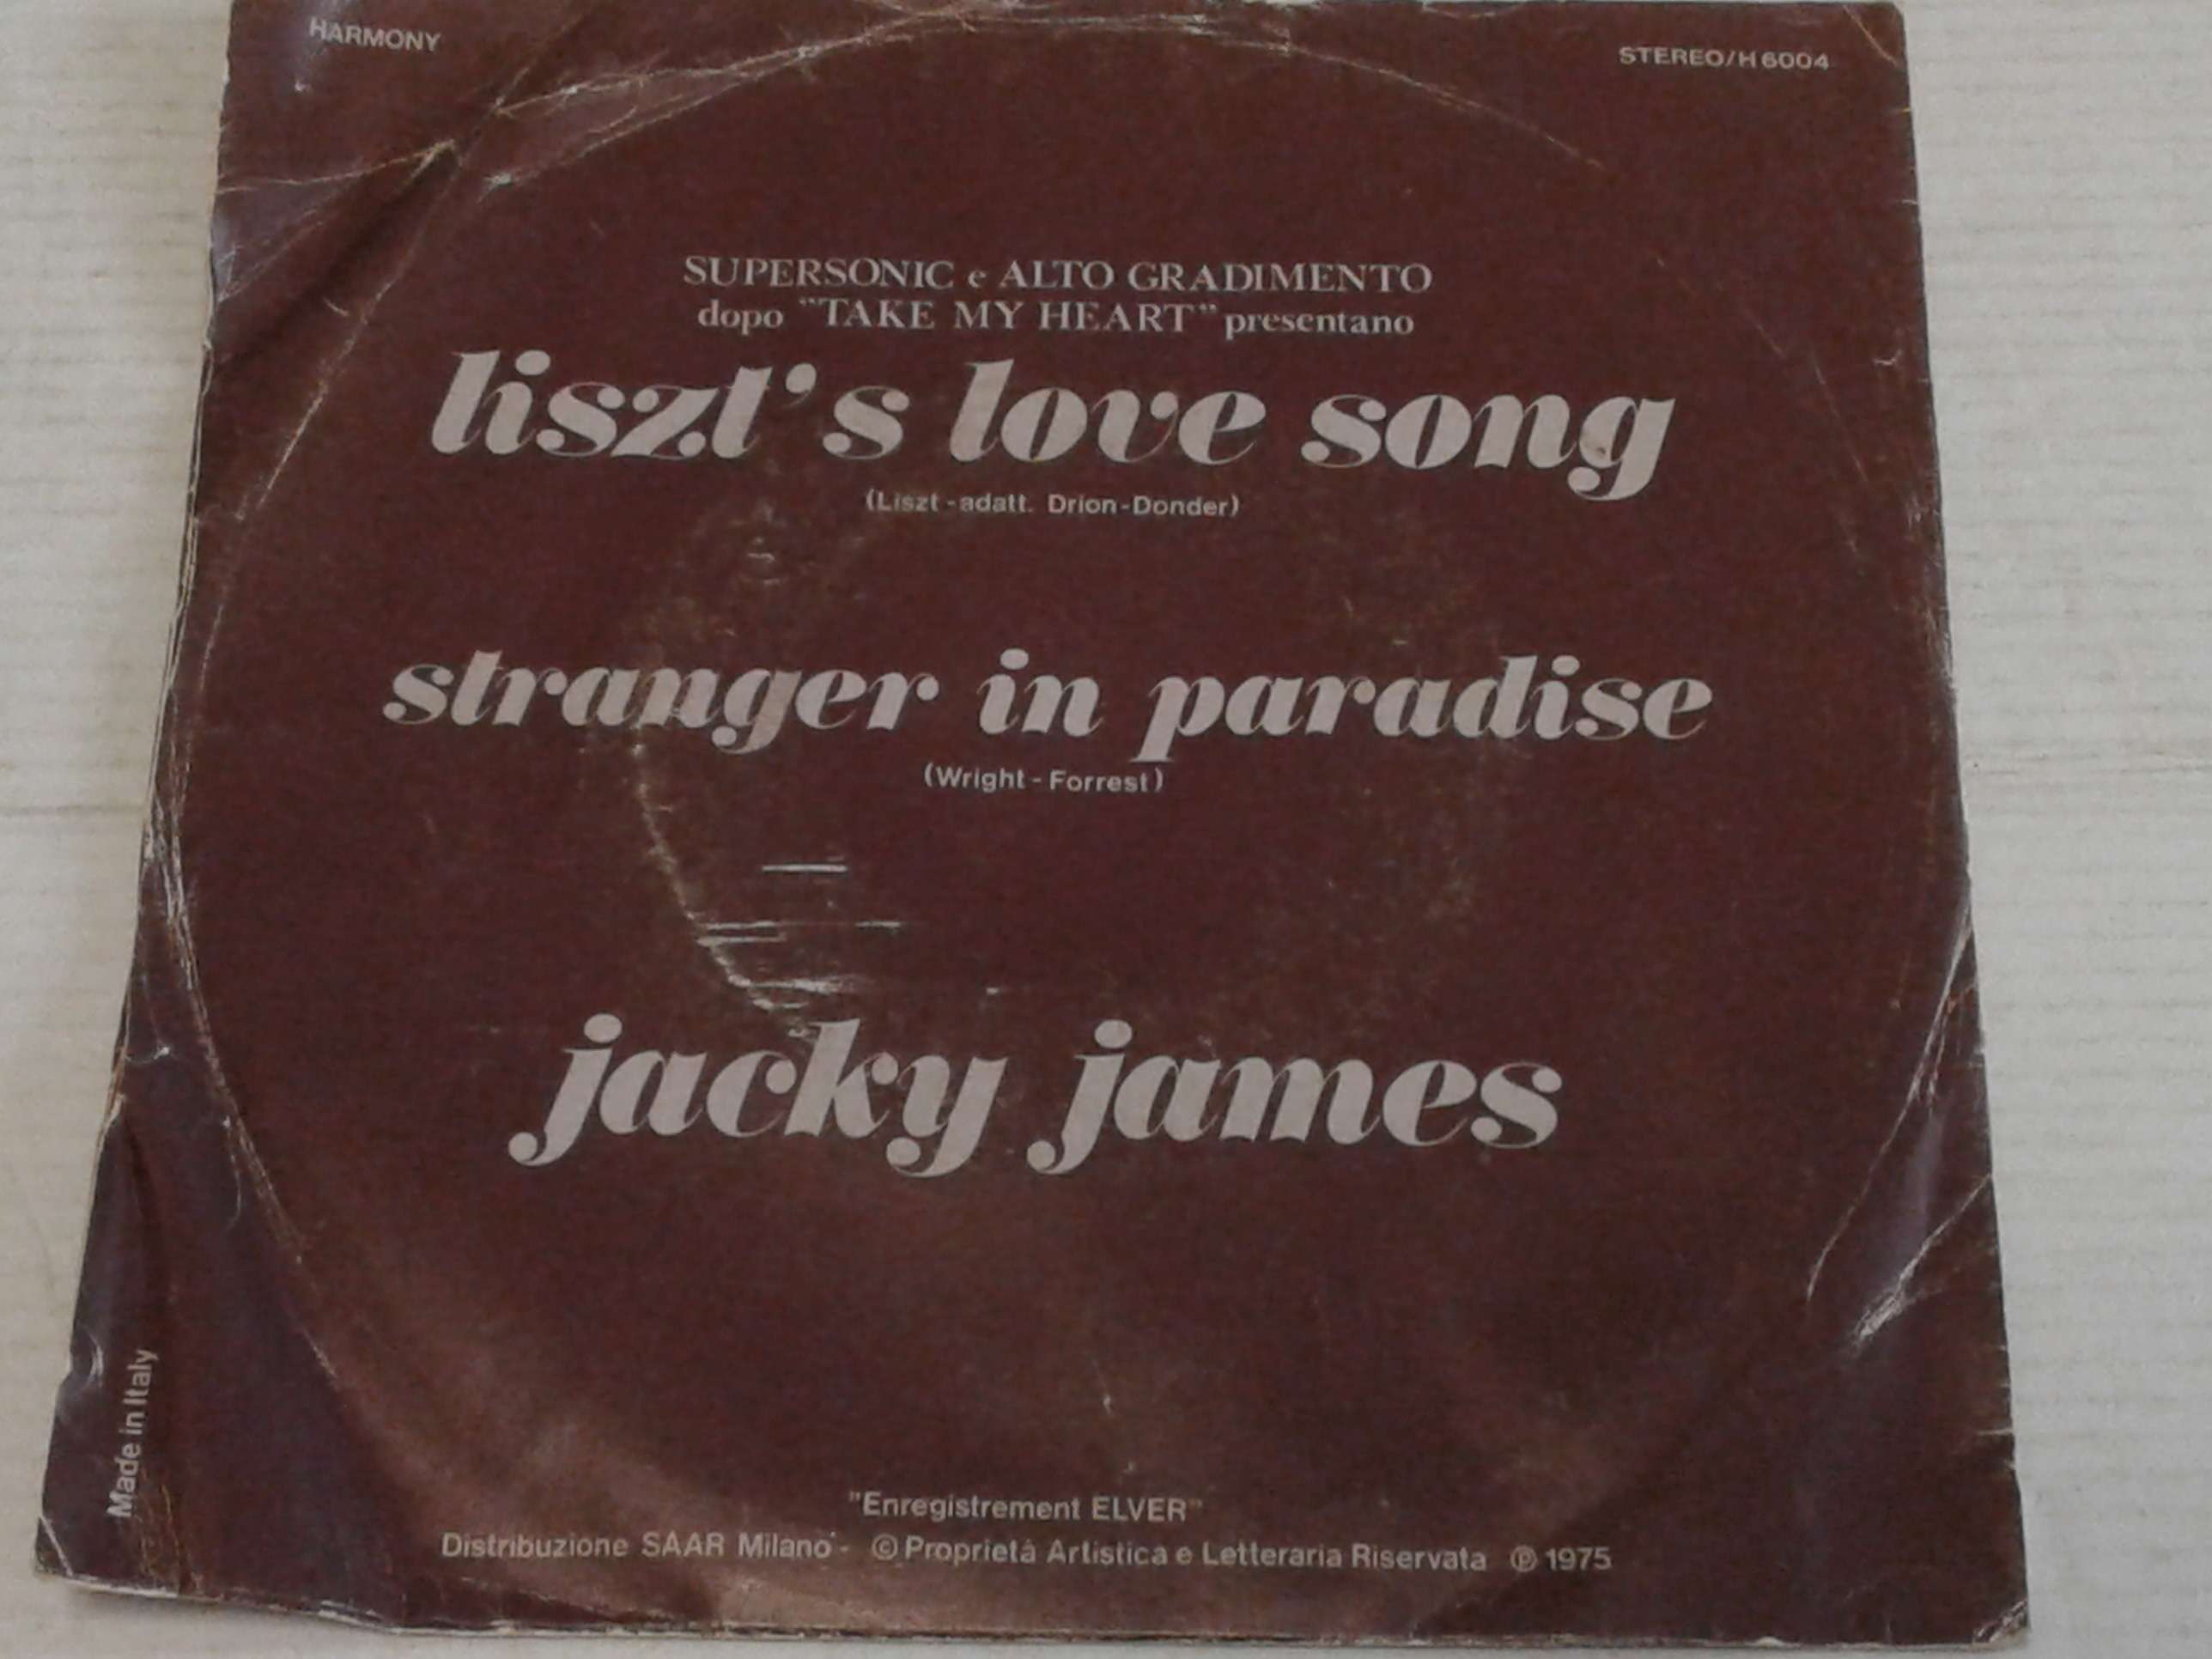 HARMONY
STEREO/H 6004
SUPERSONIC e ALTO GRADIMENTO
dopo "TAKE MY HEART" presentano
liszt's love song
(Liszt - adatt. Drion-Donder)
stranger in paradise
(Wright - Forrest)
jacky james
Made in Italy
"Enregistrement ELVER"
Distribuzione SAAR Milano - © Proprietà Artistica e Letteraria Riservata ℗ 1975